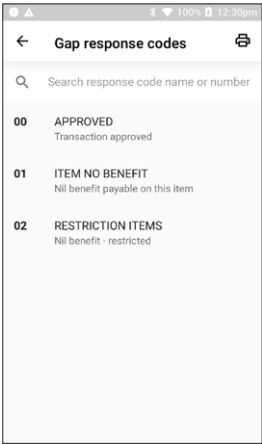 100% 12:30pm
Gap response codes
Search response code name or number
00 APPROVED
Transaction approved
01 ITEM NO BENEFIT
Nil benefit payable on this item
02 RESTRICTION ITEMS
Nil benefit - restricted